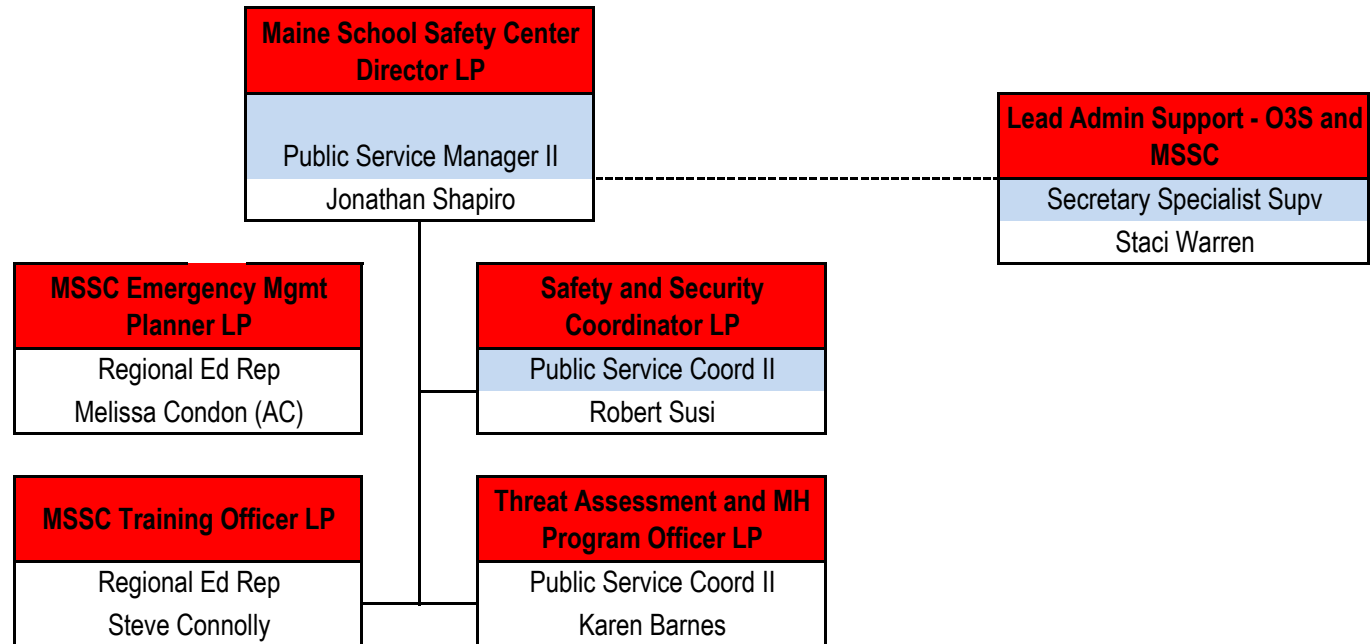 Maine School Safety Center
Director LP
Public Service Manager II
Jonathan Shapiro
Lead Admin Support - O3S and
MSSC
Secretary Specialist Supv
Staci Warren
MSSC Emergency Mgmt
Planner LP
Regional Ed Rep
Melissa Condon (AC)
Safety and Security
Coordinator LP
Public Service Coord II
Robert Susi
MSSC Training Officer LP
Regional Ed Rep
Steve Connolly
Threat Assessment and MH
Program Officer LP
Public Service Coord II
Karen Barnes